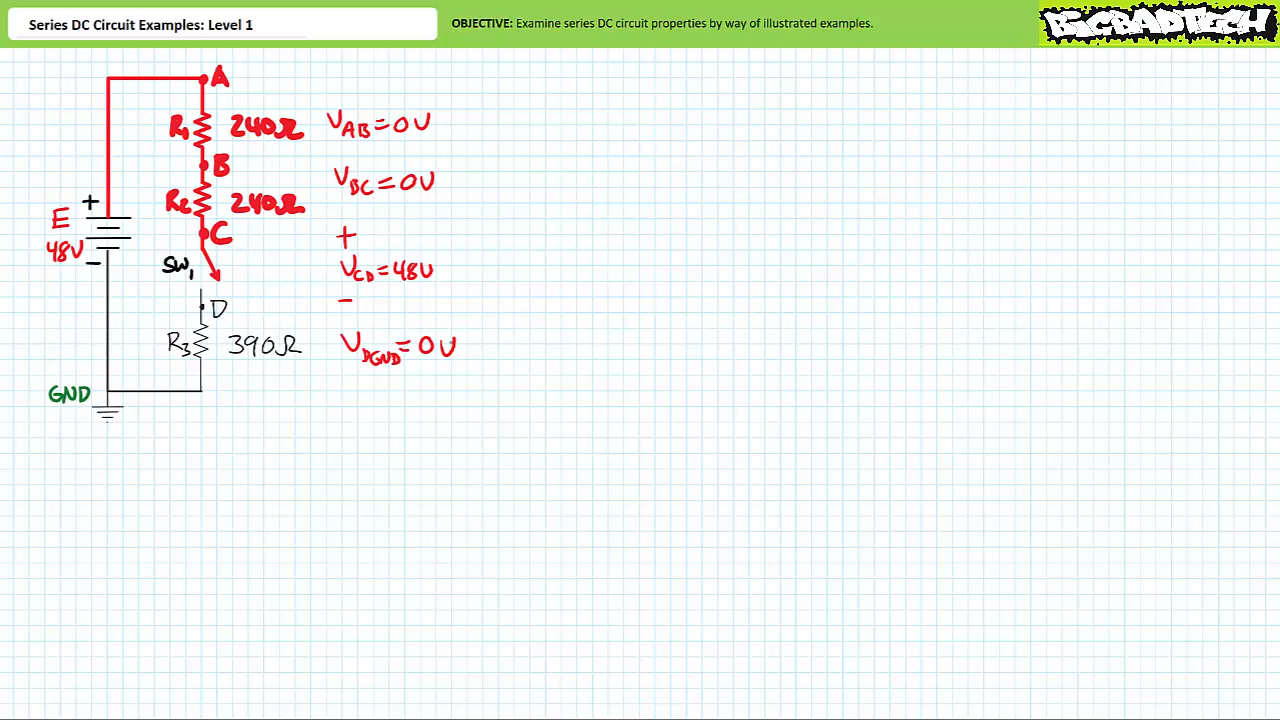 Series DC Circuit Examples: Level 1
OBJECTIVE: Examine series DC circuit properties by way of illustrated examples.
BIGBADTECH
A
R1 240Ω VAB=0V
B
VBC=0V
R2 240Ω
+
E
C
+
48V
SW1
VCD=48V
−
−
D
R3 390Ω VDGND=0V
GND